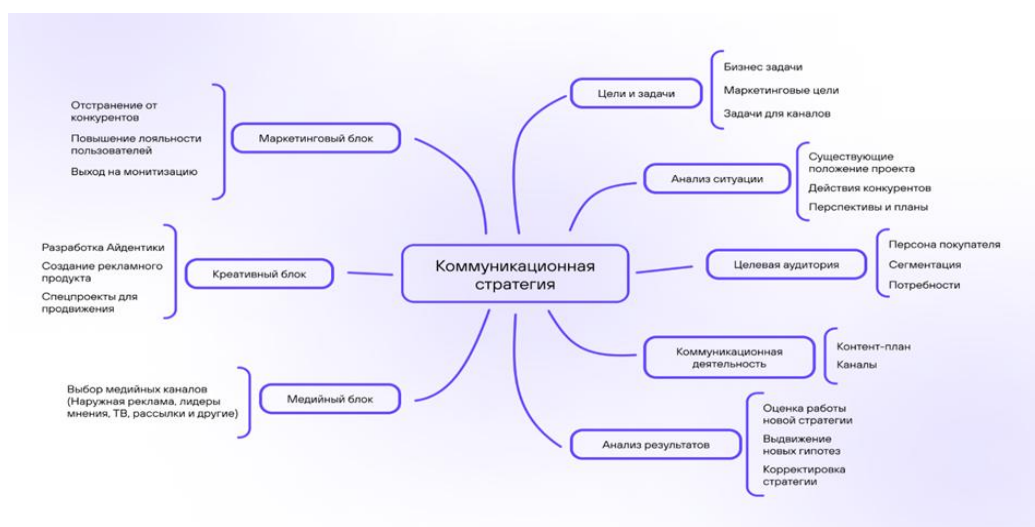 Коммуникационная
стратегия
Маркетинговый блок
Отстранение от
конкурентов
Повышение лояльности
пользователей
Выход на монитизацию
Креативный блок
Разработка Айдентики
Создание рекламного
продукта
Спецпроекты для
продвижения
Медийный блок
Выбор медийных каналов
(Наружная реклама, лидеры
мнения, ТВ, рассылки и другие)
Цели и задачи
Бизнес задачи
Маркетинговые цели
Задачи для каналов
Анализ ситуации
Существующие
положение проекта
Действия конкурентов
Перспективы и планы
Целевая аудитория
Персона покупателя
Сегментация
Потребности
Коммуникационная
деятельность
Контент-план
Каналы
Анализ результатов
Оценка работы
новой стратегии
Выдвижение
новых гипотез
Корректировка
стратегии